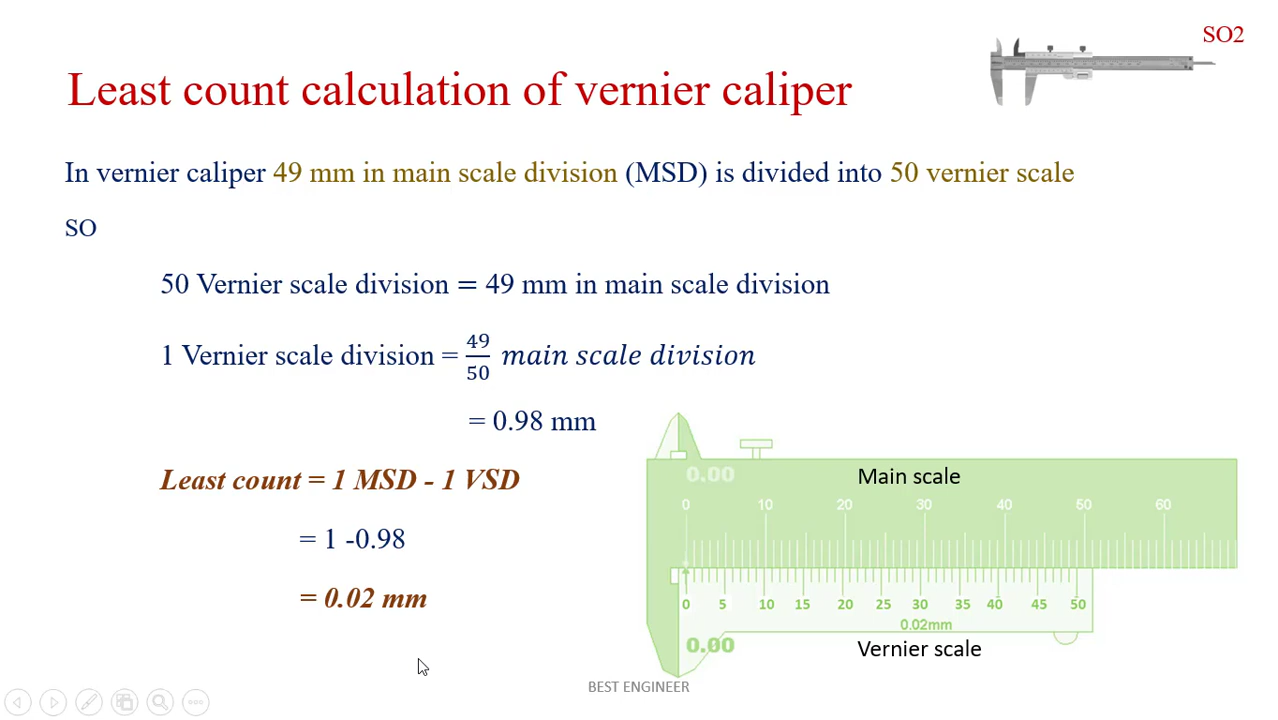 SO2
Least count calculation of vernier caliper
In vernier caliper 49 mm in main scale division (MSD) is divided into 50 vernier scale
SO
50 Vernier scale division = 49 mm in main scale division
1 Vernier scale division = 49/50 main scale division
= 0.98 mm
Least count = 1 MSD - 1 VSD
= 1 -0.98
= 0.02 mm
0.00 Main scale
0 10 20 30 40 50 60
0 5 10 15 20 25 30 35 40 45 50
0.02mm
0.00 Vernier scale
BEST ENGINEER